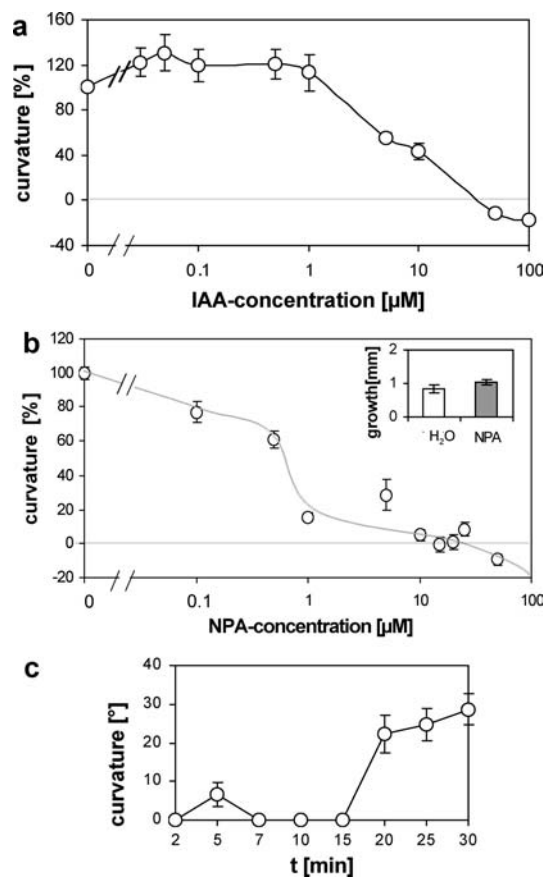 a
160
120
80
40
0
-40
curvature [%]
0 0.1 1 10 100
IAA-concentration [µM]
b
120
100
80
60
40
20
0
-20
curvature [%]
2
1
0
growth[mm]
H₂O NPA
0 0.1 1 10 100
NPA-concentration [µM]
c
40
30
20
10
0
curvature [°]
2 5 7 10 15 20 25 30
t [min]